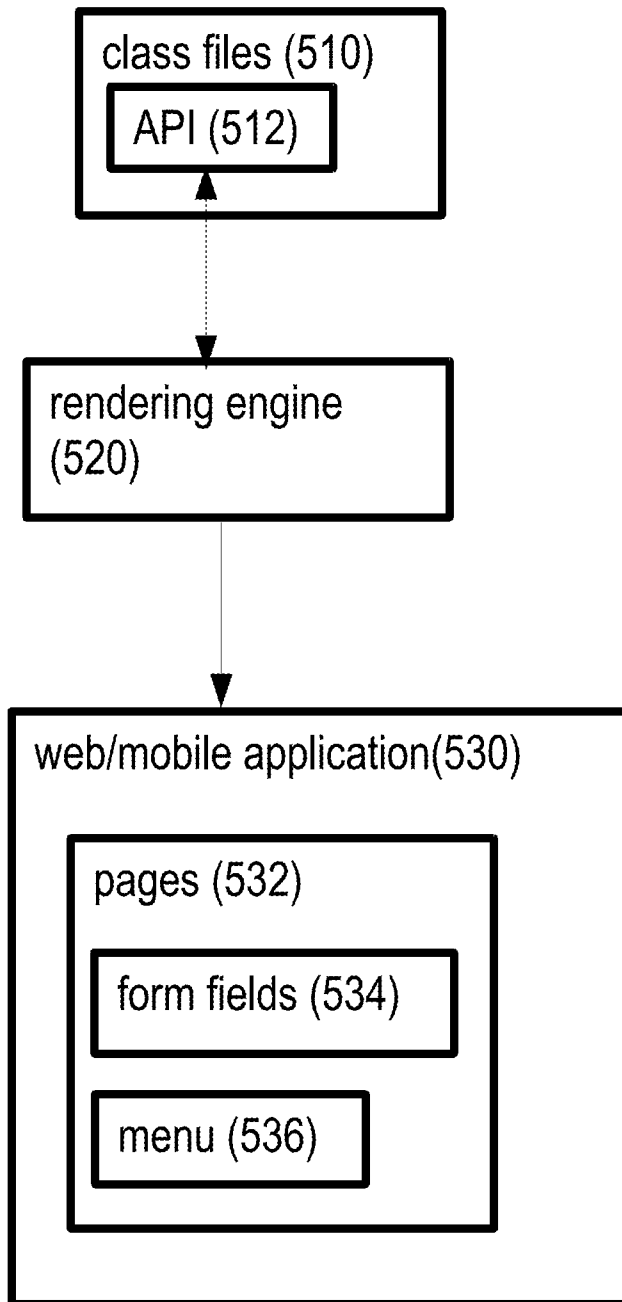 class files (510)
API (512)
rendering engine
(520)
web/mobile application(530)
pages (532)
form fields (534)
menu (536)